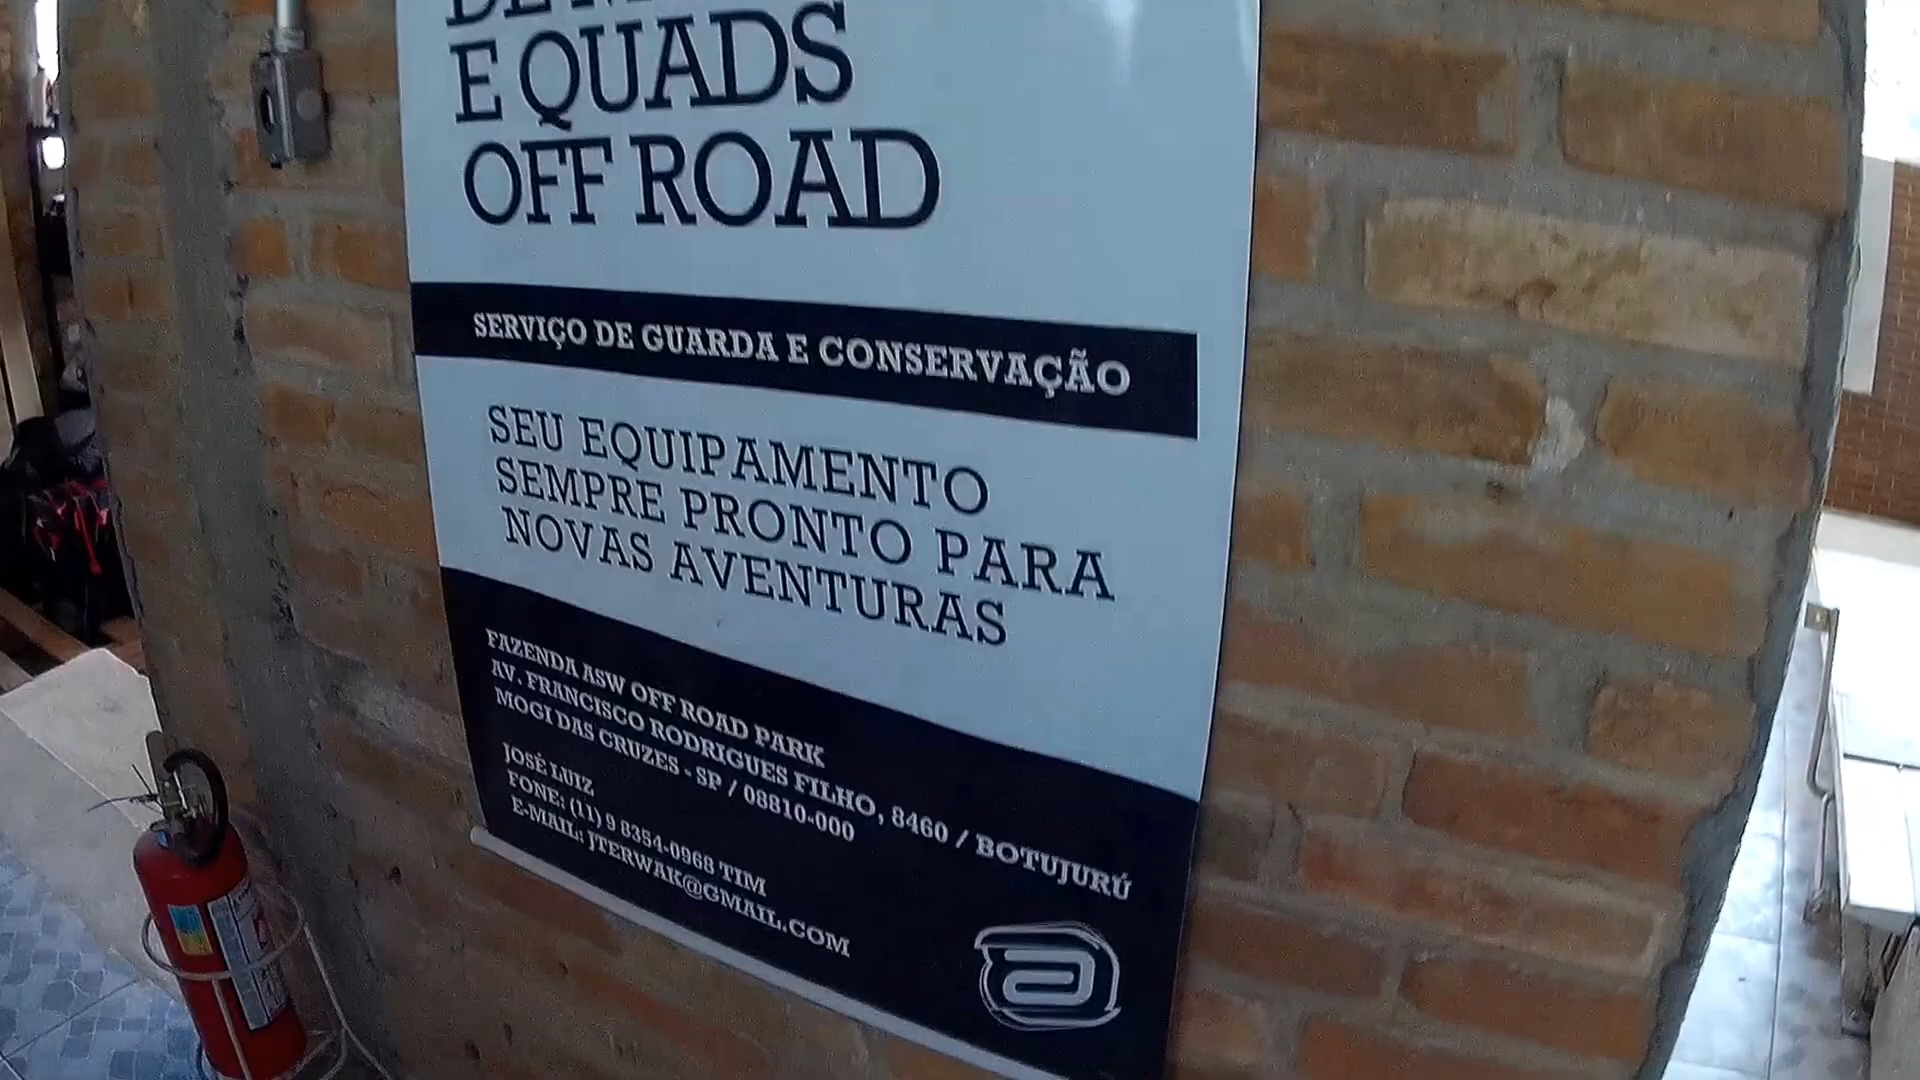 E QUADS
OFF ROAD
SERVIÇO DE GUARDA E CONSERVAÇÃO
SEU EQUIPAMENTO
SEMPRE PRONTO PARA
NOVAS AVENTURAS
FAZENDA ASW OFF ROAD PARK
AV. FRANCISCO RODRIGUES FILHO, 8460 / BOTUJURÚ
MOGI DAS CRUZES - SP / 08810-000
JOSÉ LUIZ
FONE: (11) 9 8354-0968 TIM
E-MAIL: JTERWAK@GMAIL.COM
a